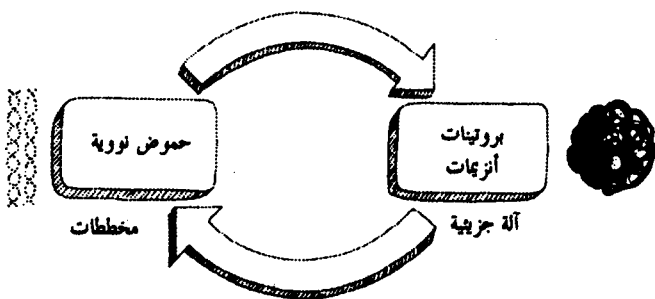 حموض نووية
مخططات
بروتينات
أنزيمات
آلة جزيئية